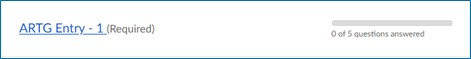 ARTG Entry - 1 (Required)
0 of 5 questions answered